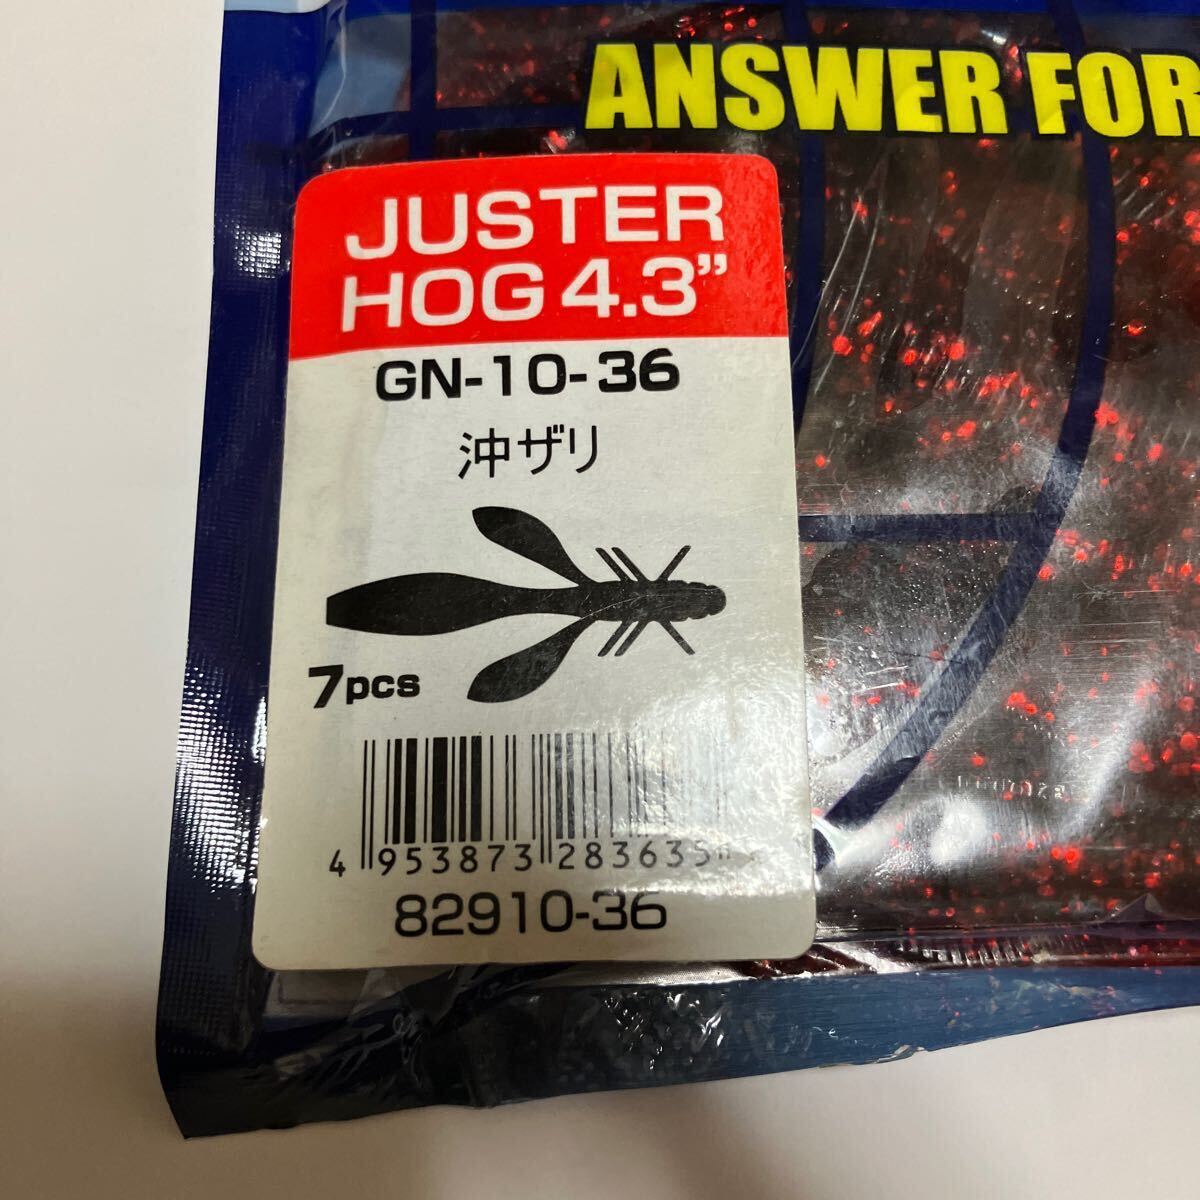 ANSWER FOR
JUSTER
HOG 4.3”
GN-10-36
沖ザリ
7pcs
4 953873 283635
82910-36